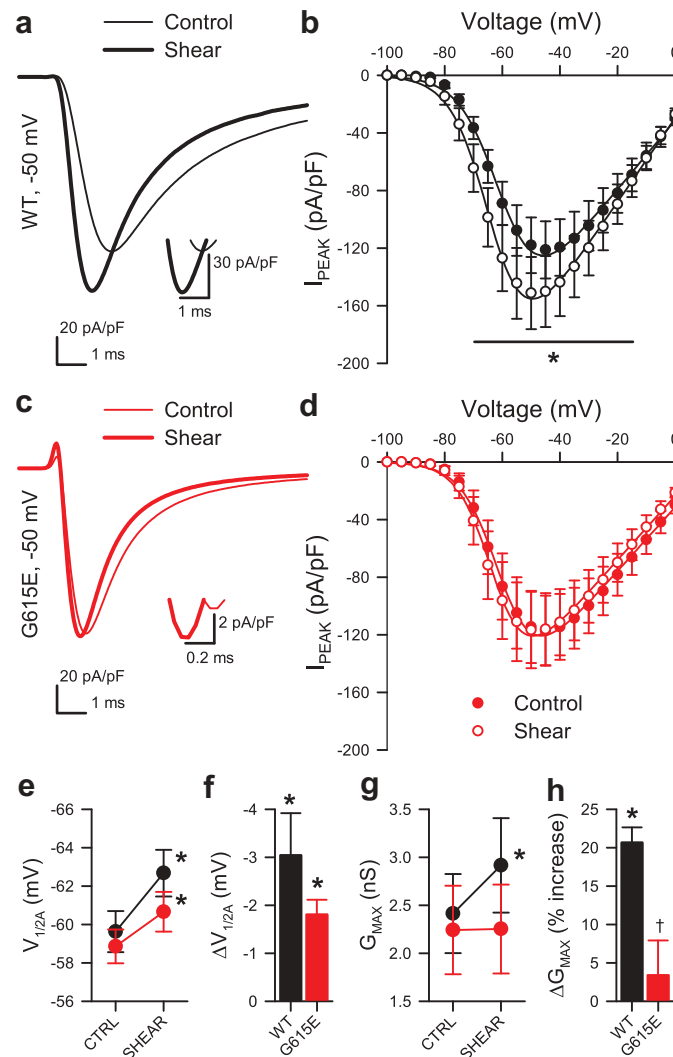 a
Control
Shear
WT, -50 mV
30 pA/pF
1 ms
20 pA/pF
1 ms
b
Voltage (mV)
-100 -80 -60 -40 -20 0
0
-40
-80
-120
-160
-200
I_PEAK (pA/pF)
*
c
Control
Shear
G615E, -50 mV
2 pA/pF
0.2 ms
20 pA/pF
1 ms
d
Voltage (mV)
-100 -80 -60 -40 -20 0
0
-40
-80
-120
-160
-200
I_PEAK (pA/pF)
Control
Shear
e
-66
-64
-62
-60
-58
-56
V_1/2A (mV)
*
*
CTRL
SHEAR
f
-4
-3
-2
-1
0
ΔV_1/2A (mV)
*
*
WT
G615E
g
3.5
3.0
2.5
2.0
1.5
G_MAX (nS)
*
CTRL
SHEAR
h
25
20
15
10
5
0
ΔG_MAX (% increase)
*
†
WT
G615E